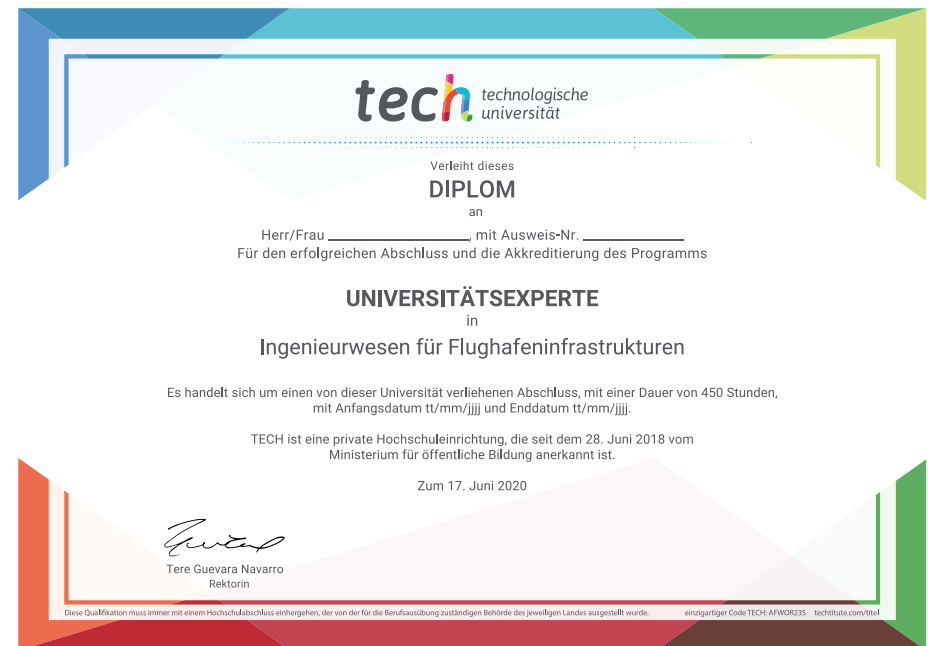 tech technologische
universität
Verleiht dieses
DIPLOM
an
Herr/Frau ____________________, mit Ausweis-Nr. ______________
Für den erfolgreichen Abschluss und die Akkreditierung des Programms
UNIVERSITÄTSEXPERTE
in
Ingenieurwesen für Flughafeninfrastrukturen
Es handelt sich um einen von dieser Universität verliehenen Abschluss, mit einer Dauer von 450 Stunden,
mit Anfangsdatum tt/mm/jjjj und Enddatum tt/mm/jjjj.
TECH ist eine private Hochschuleinrichtung, die seit dem 28. Juni 2018 vom
Ministerium für öffentliche Bildung anerkannt ist.
Zum 17. Juni 2020
Tere Guevara Navarro
Rektorin
Diese Qualifikation muss immer mit einem Hochschulabschluss einhergehen, der von der für die Berufsausübung zuständigen Behörde des jeweiligen Landes ausgestellt wurde. einzigartiger Code TECH: AFWOR23S techtitute.com/titel